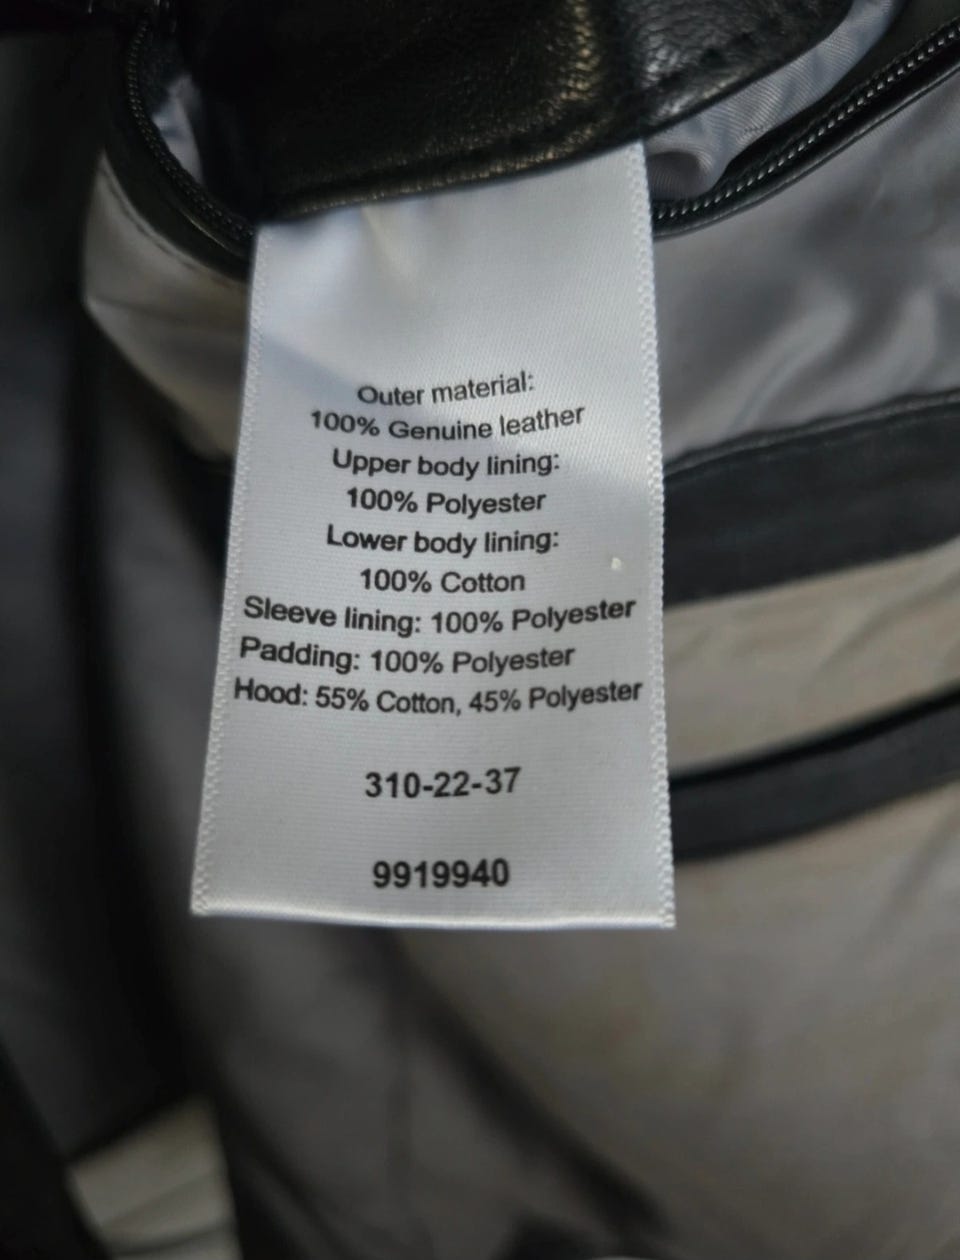 Outer material:
100% Genuine leather
Upper body lining:
100% Polyester
Lower body lining:
100% Cotton
Sleeve lining: 100% Polyester
Padding: 100% Polyester
Hood: 55% Cotton, 45% Polyester
310-22-37
9919940